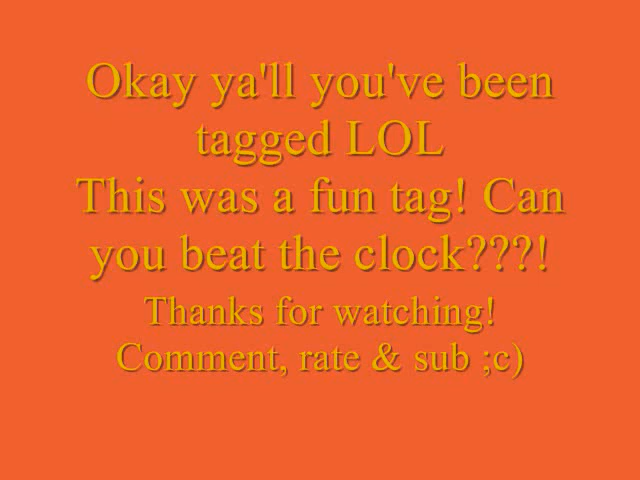 Okay ya'll you've been
tagged LOL
This was a fun tag! Can
you beat the clock???!
Thanks for watching!
Comment, rate & sub ;c)